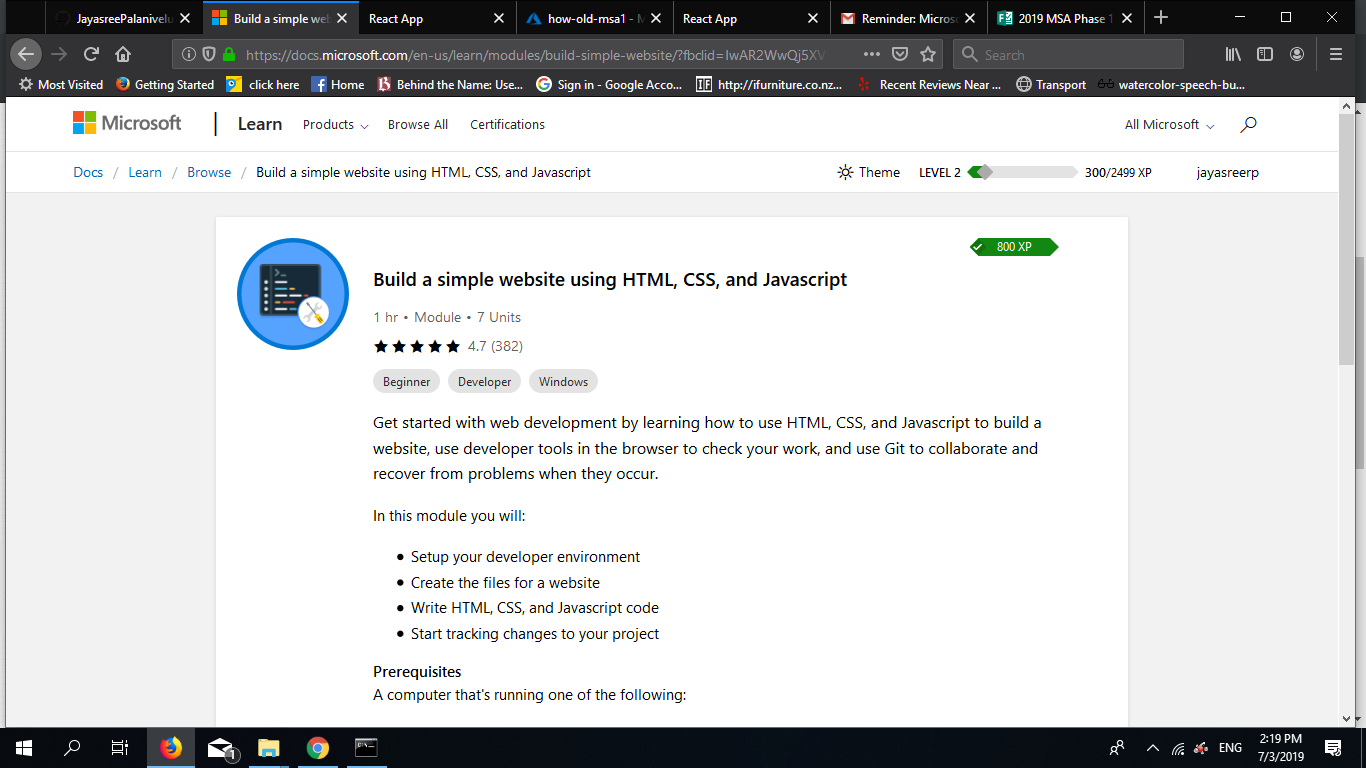 JayasreePalanivelu
Build a simple web
React App
how-old-msa1 - M
React App
Reminder: Microso
2019 MSA Phase 1
https://docs.microsoft.com/en-us/learn/modules/build-simple-website/?fbclid=IwAR2WwQj5XV
Search
Most Visited
Getting Started
click here
Home
Behind the Name: Use...
Sign in - Google Acco...
http://ifurniture.co.nz...
Recent Reviews Near ...
Transport
watercolor-speech-bu...
Microsoft
Learn
Products
Browse All
Certifications
All Microsoft
Docs / Learn / Browse / Build a simple website using HTML, CSS, and Javascript
Theme
LEVEL 2
300/2499 XP
jayasreerp
800 XP
Build a simple website using HTML, CSS, and Javascript
1 hr • Module • 7 Units
4.7 (382)
Beginner
Developer
Windows
Get started with web development by learning how to use HTML, CSS, and Javascript to build a
website, use developer tools in the browser to check your work, and use Git to collaborate and
recover from problems when they occur.
In this module you will:
• Setup your developer environment
• Create the files for a website
• Write HTML, CSS, and Javascript code
• Start tracking changes to your project
Prerequisites
A computer that's running one of the following:
1
ENG
2:19 PM
7/3/2019